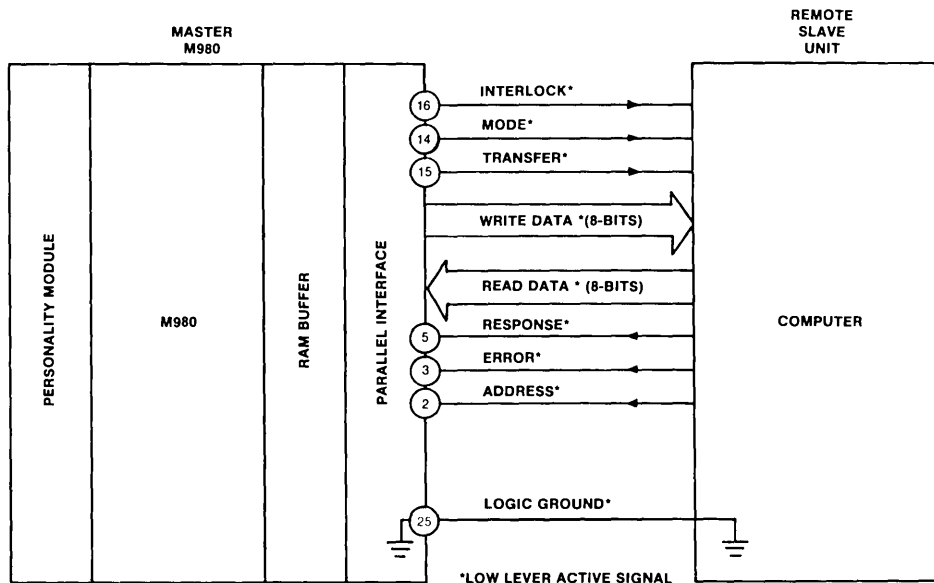 MASTER
M980
REMOTE
SLAVE
UNIT
PERSONALITY MODULE
M980
RAM BUFFER
PARALLEL INTERFACE
16
INTERLOCK*
14
MODE*
15
TRANSFER*
WRITE DATA *(8-BITS)
READ DATA * (8-BITS)
5
RESPONSE*
3
ERROR*
2
ADDRESS*
COMPUTER
25
LOGIC GROUND*
*LOW LEVER ACTIVE SIGNAL